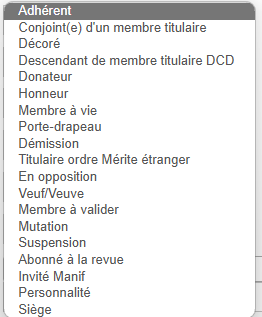 Adhérent
Conjoint(e) d'un membre titulaire
Décoré
Descendant de membre titulaire DCD
Donateur
Honneur
Membre à vie
Porte-drapeau
Démission
Titulaire ordre Mérite étranger
En opposition
Veuf/Veuve
Membre à valider
Mutation
Suspension
Abonné à la revue
Invité Manif
Personnalité
Siège